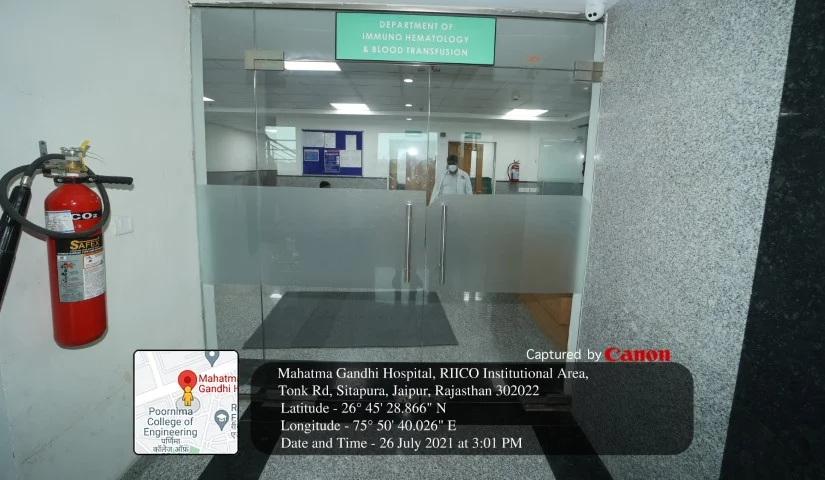 DEPARTMENT OF
IMMUNO HEMATOLOGY
& BLOOD TRANSFUSION
CO₂
SAFEX
Captured by Canon
Mahatma Gandhi Hospital, RIICO Institutional Area,
Tonk Rd, Sitapura, Jaipur, Rajasthan 302022
Latitude - 26° 45' 28.866" N
Longitude - 75° 50' 40.026" E
Date and Time - 26 July 2021 at 3:01 PM
Mahatm
Gandhi H
Poornima
College of
Engineering
पूर्णिमा
कॉलेज ऑफ़